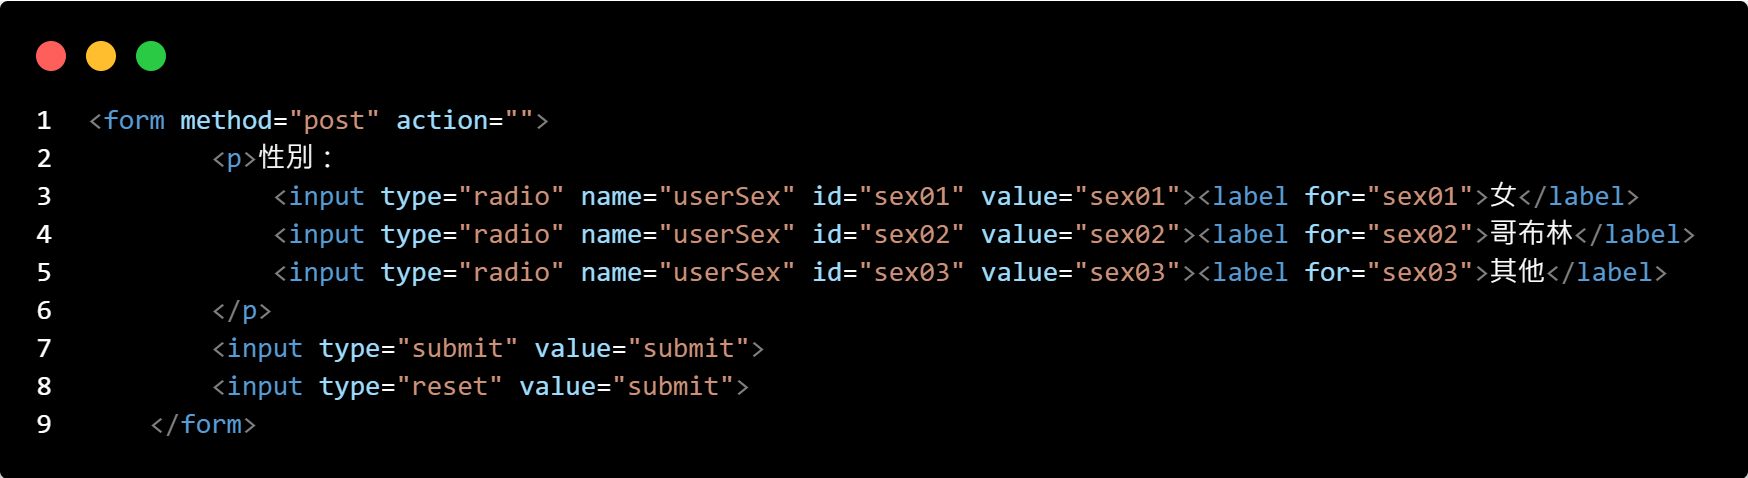 1 <form method="post" action="">
2 <p>性別：
3 <input type="radio" name="userSex" id="sex01" value="sex01"><label for="sex01">女</label>
4 <input type="radio" name="userSex" id="sex02" value="sex02"><label for="sex02">哥布林</label>
5 <input type="radio" name="userSex" id="sex03" value="sex03"><label for="sex03">其他</label>
6 </p>
7 <input type="submit" value="submit">
8 <input type="reset" value="submit">
9 </form>